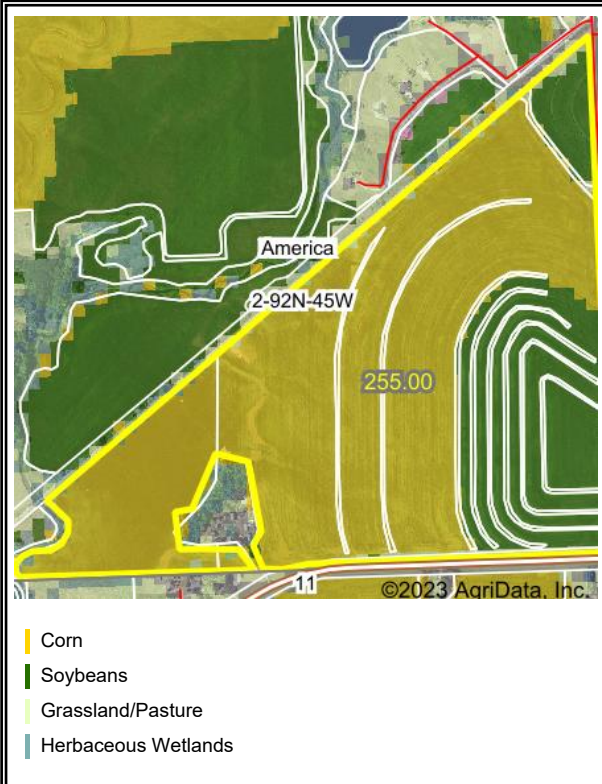 America
2-92N-45W
255.00
11
©2023 AgriData, Inc.
Corn
Soybeans
Grassland/Pasture
Herbaceous Wetlands